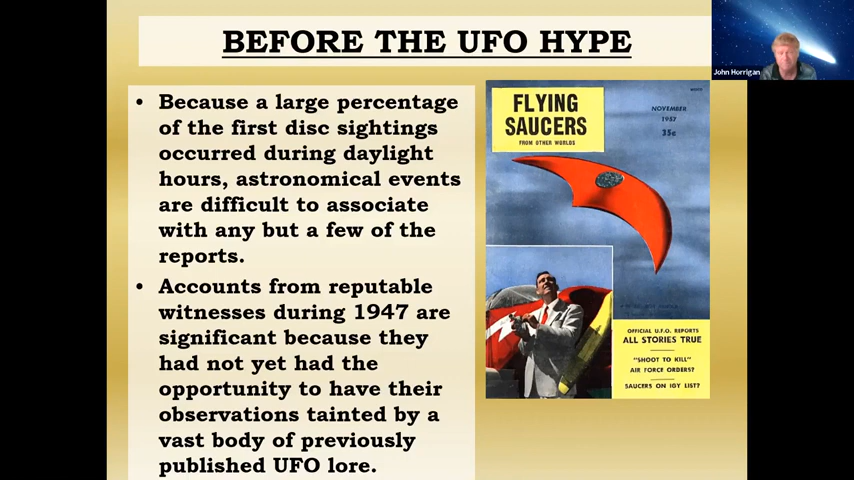 BEFORE THE UFO HYPE
John Horrigan
• Because a large percentage
of the first disc sightings
occurred during daylight
hours, astronomical events
are difficult to associate
with any but a few of the
reports.
• Accounts from reputable
witnesses during 1947 are
significant because they
had not yet had the
opportunity to have their
observations tainted by a
vast body of previously
published UFO lore.
FLYING
SAUCERS
FROM OTHER WORLDS
NOVEMBER
1957
35¢
OFFICIAL U.F.O. REPORTS
ALL STORIES TRUE
"SHOOT TO KILL"
AIR FORCE ORDERS?
SAUCERS ON IGY LIST?